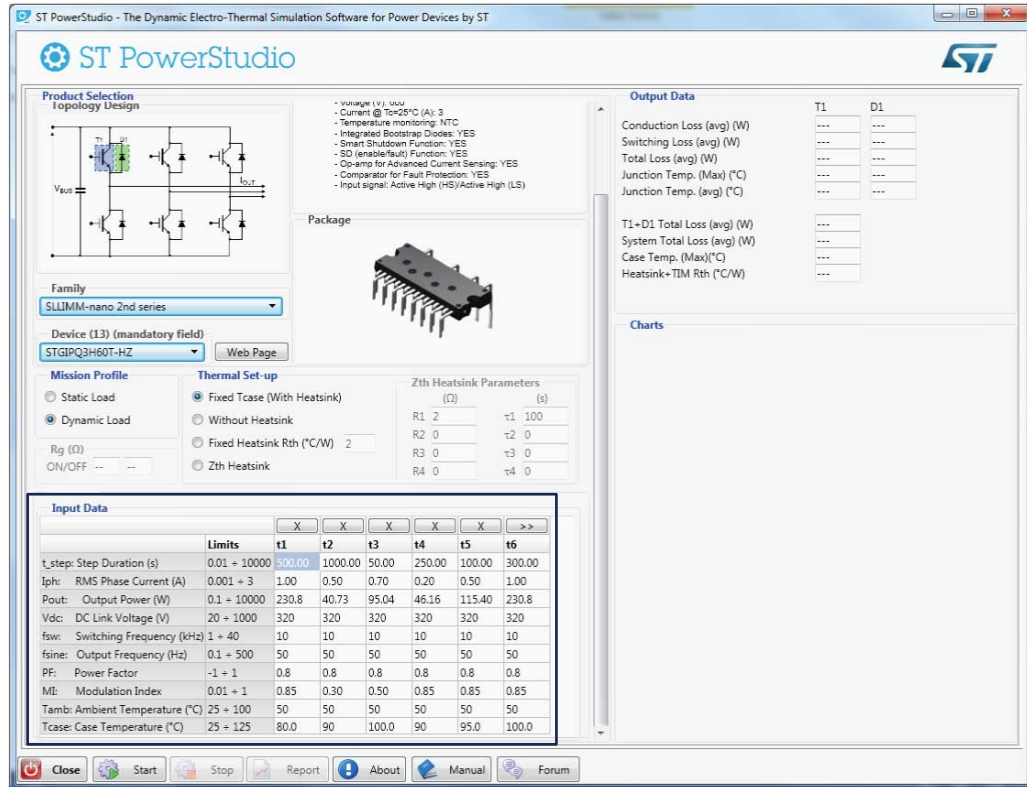 ST PowerStudio - The Dynamic Electro-Thermal Simulation Software for Power Devices by ST
ST PowerStudio
Product Selection
Topology Design
T1 D1
VBUS
IOUT
- Voltage (V): 600
- Current @ Tc=25°C (A): 3
- Temperature monitoring: NTC
- Integrated Bootstrap Diodes: YES
- Smart Shutdown Function: YES
- SD (enable/fault) Function: YES
- Op-amp for Advanced Current Sensing: YES
- Comparator for Fault Protection: YES
- Input signal: Active High (HS)/Active High (LS)
Package
Family
SLLIMM-nano 2nd series
Device (13) (mandatory field)
STGIPQ3H60T-HZ Web Page
Mission Profile
Static Load
Dynamic Load
Rg (Ω)
ON/OFF -- --
Thermal Set-up
Fixed Tcase (With Heatsink)
Without Heatsink
Fixed Heatsink Rth (°C/W) 2
Zth Heatsink
Zth Heatsink Parameters
(Ω) (s)
R1 2 τ1 100
R2 0 τ2 0
R3 0 τ3 0
R4 0 τ4 0
Input Data
X X X X X >>
Limits t1 t2 t3 t4 t5 t6
t_step: Step Duration (s) 0.01 ÷ 10000 500.00 1000.00 50.00 250.00 100.00 300.00
Iph: RMS Phase Current (A) 0.001 ÷ 3 1.00 0.50 0.70 0.20 0.50 1.00
Pout: Output Power (W) 0.1 ÷ 10000 230.8 40.73 95.04 46.16 115.40 230.8
Vdc: DC Link Voltage (V) 20 ÷ 1000 320 320 320 320 320 320
fsw: Switching Frequency (kHz) 1 ÷ 40 10 10 10 10 10 10
fsine: Output Frequency (Hz) 0.1 ÷ 500 50 50 50 50 50 50
PF: Power Factor -1 ÷ 1 0.8 0.8 0.8 0.8 0.8 0.8
MI: Modulation Index 0.01 ÷ 1 0.85 0.30 0.50 0.85 0.85 0.85
Tamb: Ambient Temperature (°C) 25 ÷ 100 50 50 50 50 50 50
Tcase: Case Temperature (°C) 25 ÷ 125 80.0 90 100.0 90 95.0 100.0
Output Data
T1 D1
Conduction Loss (avg) (W) --- ---
Switching Loss (avg) (W) --- ---
Total Loss (avg) (W) --- ---
Junction Temp. (Max) (°C) --- ---
Junction Temp. (avg) (°C) --- ---
T1+D1 Total Loss (avg) (W) ---
System Total Loss (avg) (W) ---
Case Temp. (Max)(°C) ---
Heatsink+TIM Rth (°C/W) ---
Charts
Close Start Stop Report About Manual Forum